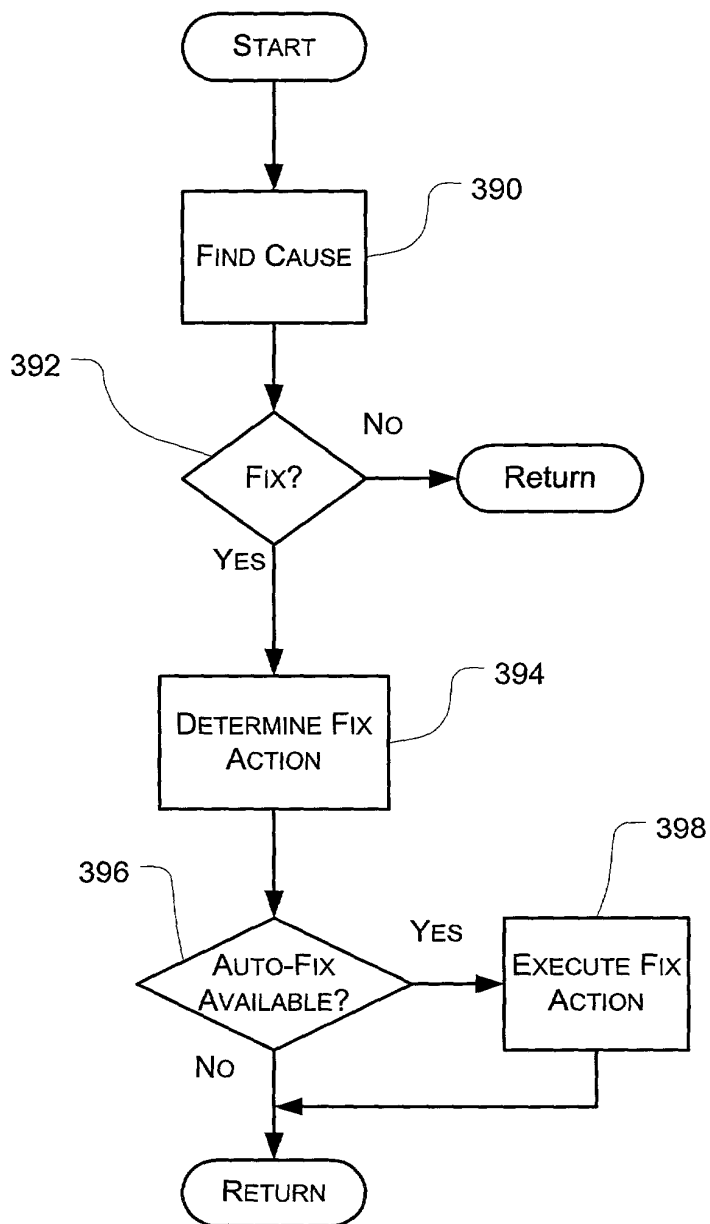 START
390
FIND CAUSE
392
NO
FIX?
Return
YES
394
DETERMINE FIX
ACTION
398
396
YES
AUTO-FIX
AVAILABLE?
EXECUTE FIX
ACTION
NO
RETURN